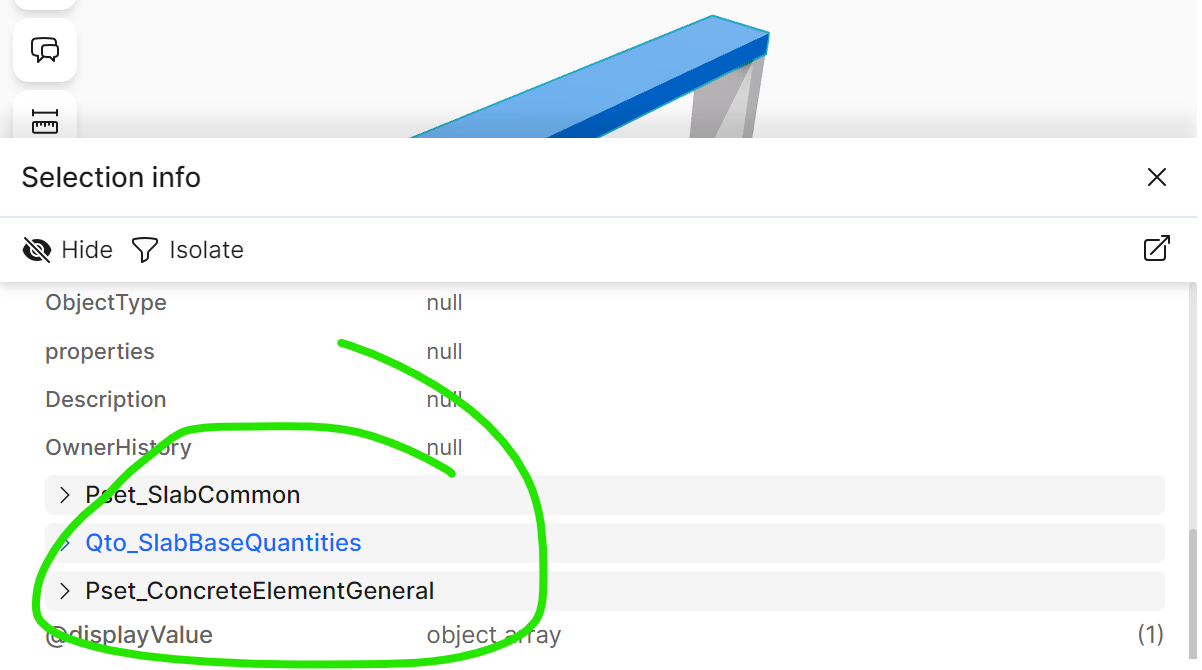 Selection info
Hide Isolate
ObjectType null
properties null
Description null
OwnerHistory null
Pset_SlabCommon
Qto_SlabBaseQuantities
Pset_ConcreteElementGeneral
@displayValue object array (1)